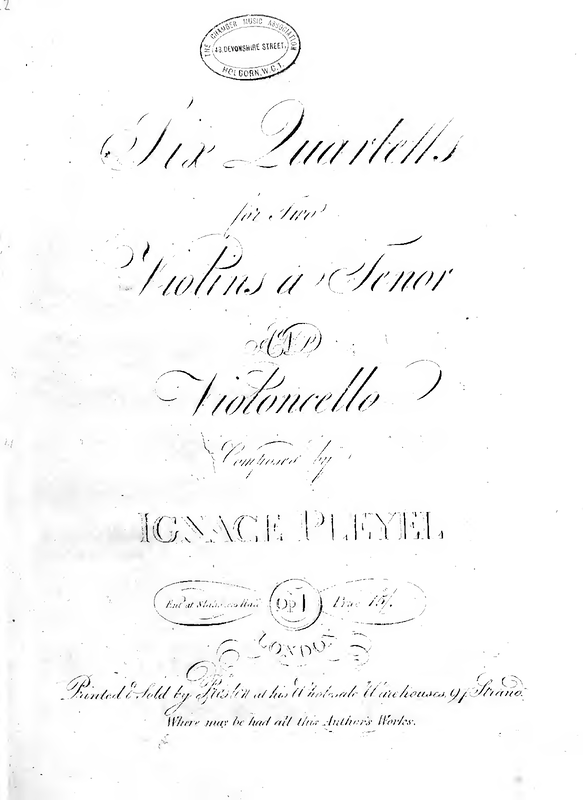 THE CHAMBER MUSIC ASSOCIATION
43, DEVONSHIRE STREET,
HOLBORN, W.C.1.
Six Quartetts
for Two
Violins a Tenor
AND
Violoncello
Composed by
IGNACE PLEYEL
Ent.d at Stationers Hall Op 1 Price 15/.
LONDON
Printed & Sold by Preston at his Wholesale Warehouses, 97 Strand.
Where may be had all this Author's Works.